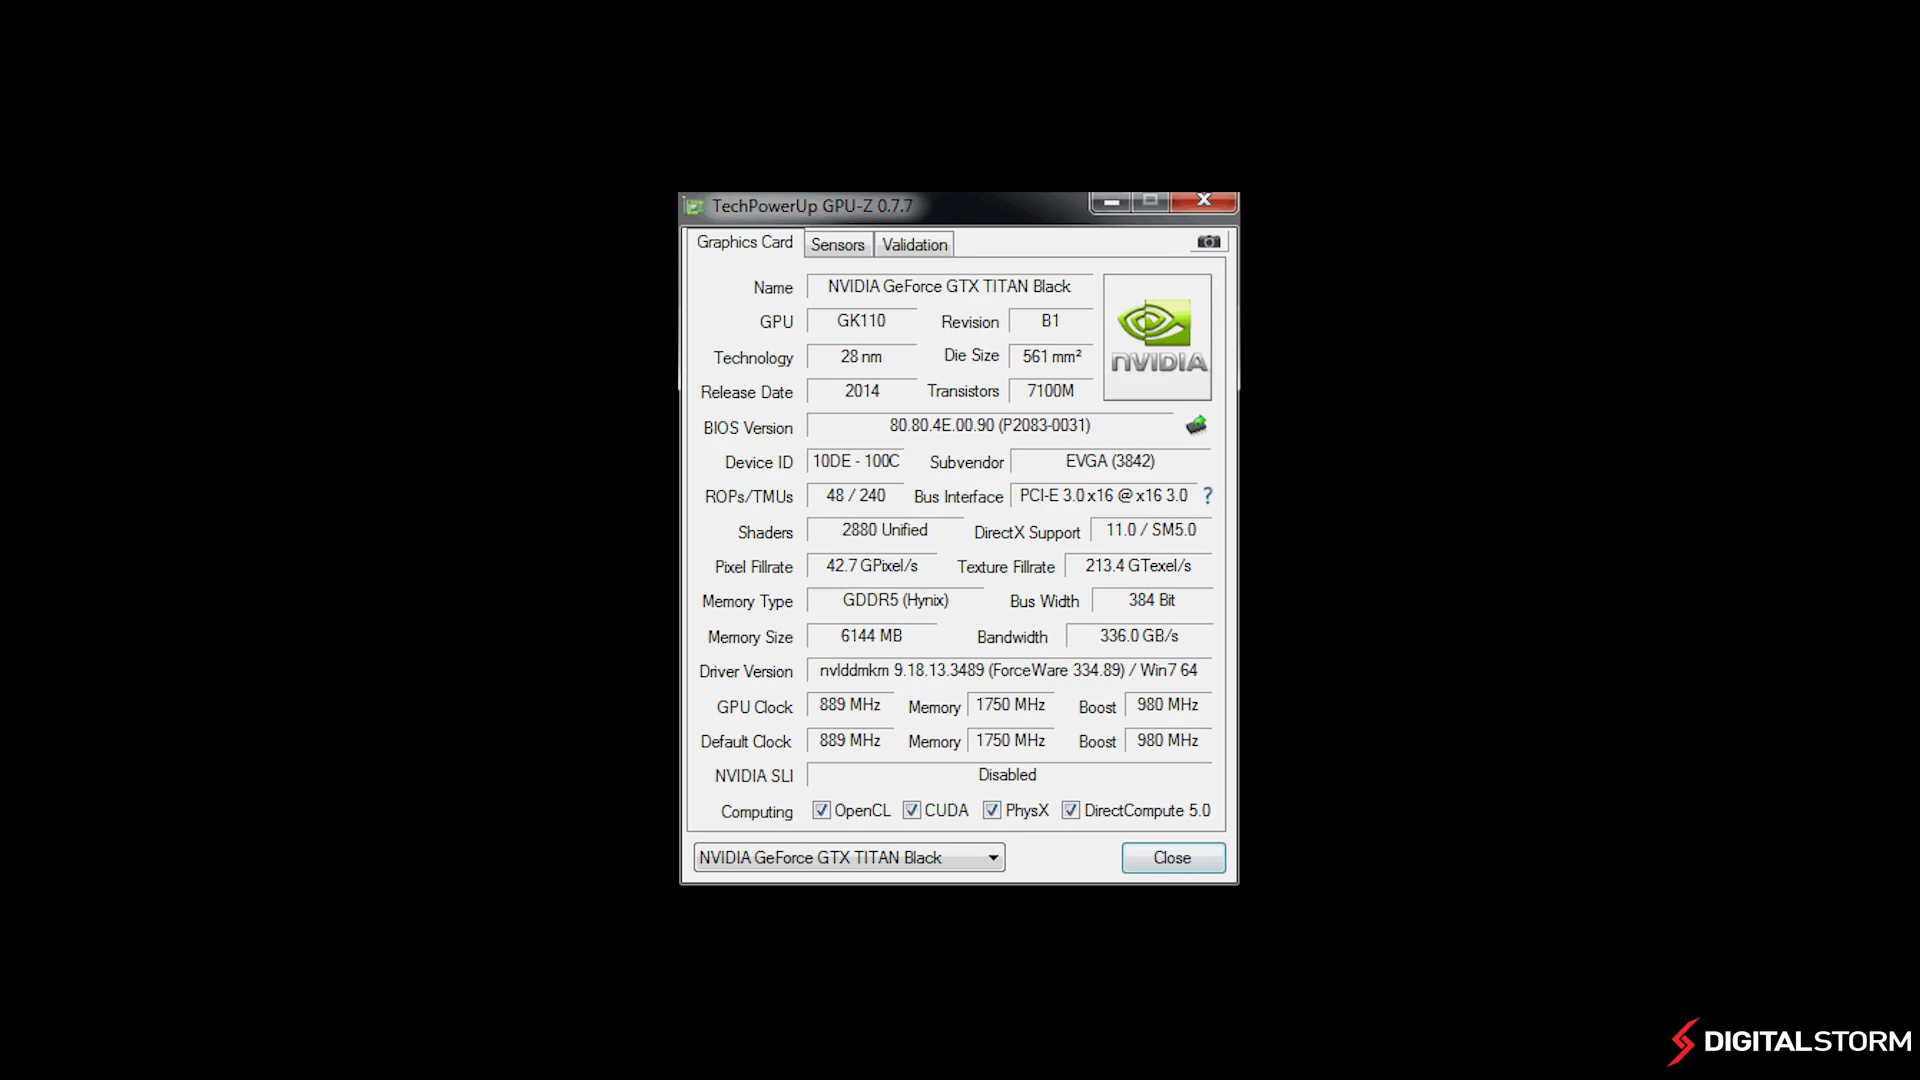 TechPowerUp GPU-Z 0.7.7
Graphics Card Sensors Validation
Name NVIDIA GeForce GTX TITAN Black
GPU GK110 Revision B1
Technology 28 nm Die Size 561 mm²
Release Date 2014 Transistors 7100M
NVIDIA
BIOS Version 80.80.4E.00.90 (P2083-0031)
Device ID 10DE - 100C Subvendor EVGA (3842)
ROPs/TMUs 48 / 240 Bus Interface PCI-E 3.0 x16 @ x16 3.0 ?
Shaders 2880 Unified DirectX Support 11.0 / SM5.0
Pixel Fillrate 42.7 GPixel/s Texture Fillrate 213.4 GTexel/s
Memory Type GDDR5 (Hynix) Bus Width 384 Bit
Memory Size 6144 MB Bandwidth 336.0 GB/s
Driver Version nvlddmkm 9.18.13.3489 (ForceWare 334.89) / Win7 64
GPU Clock 889 MHz Memory 1750 MHz Boost 980 MHz
Default Clock 889 MHz Memory 1750 MHz Boost 980 MHz
NVIDIA SLI Disabled
Computing OpenCL CUDA PhysX DirectCompute 5.0
NVIDIA GeForce GTX TITAN Black Close
DIGITALSTORM